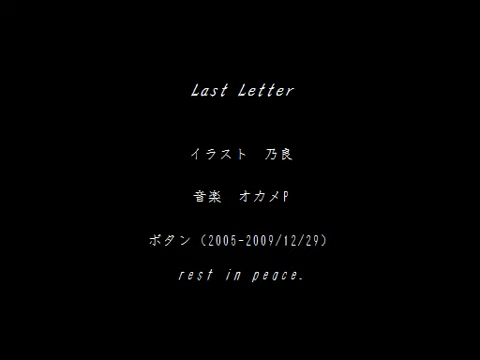 Last Letter
イラスト　乃良
音楽　オカメP
ボタン (2005-2009/12/29)
rest in peace.